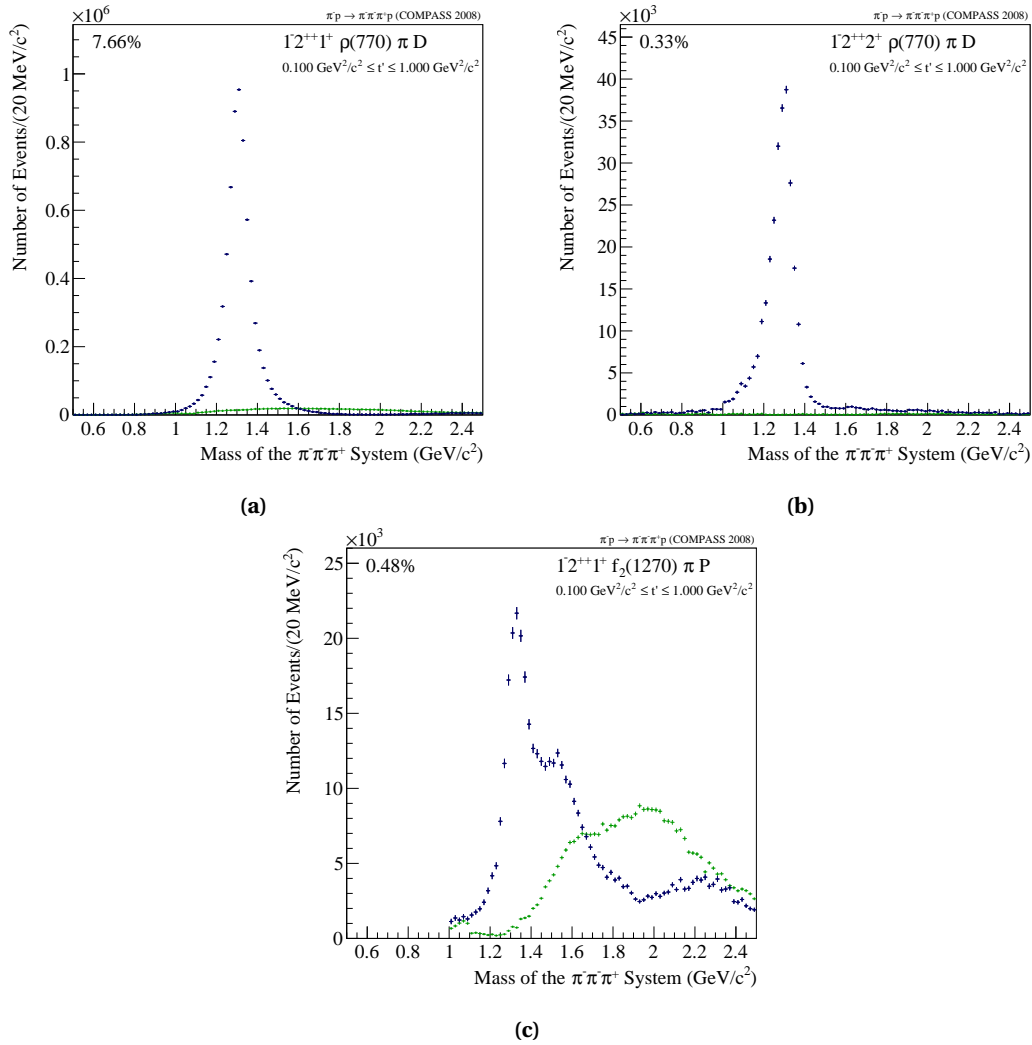 π⁻p → π⁻π⁻π⁺p (COMPASS 2008)
×10⁶
7.66%
1⁻2⁺⁺1⁺ ρ(770) π D
0.100 GeV²/c² ≤ t' ≤ 1.000 GeV²/c²
Number of Events/(20 MeV/c²)
1
0.8
0.6
0.4
0.2
0
0.6 0.8 1 1.2 1.4 1.6 1.8 2 2.2 2.4
Mass of the π⁻π⁻π⁺ System (GeV/c²)
(a)
π⁻p → π⁻π⁻π⁺p (COMPASS 2008)
×10³
0.33%
1⁻2⁺⁺2⁺ ρ(770) π D
0.100 GeV²/c² ≤ t' ≤ 1.000 GeV²/c²
Number of Events/(20 MeV/c²)
45
40
35
30
25
20
15
10
5
0
0.6 0.8 1 1.2 1.4 1.6 1.8 2 2.2 2.4
Mass of the π⁻π⁻π⁺ System (GeV/c²)
(b)
π⁻p → π⁻π⁻π⁺p (COMPASS 2008)
×10³
0.48%
1⁻2⁺⁺1⁺ f₂(1270) π P
0.100 GeV²/c² ≤ t' ≤ 1.000 GeV²/c²
Number of Events/(20 MeV/c²)
25
20
15
10
5
0
0.6 0.8 1 1.2 1.4 1.6 1.8 2 2.2 2.4
Mass of the π⁻π⁻π⁺ System (GeV/c²)
(c)